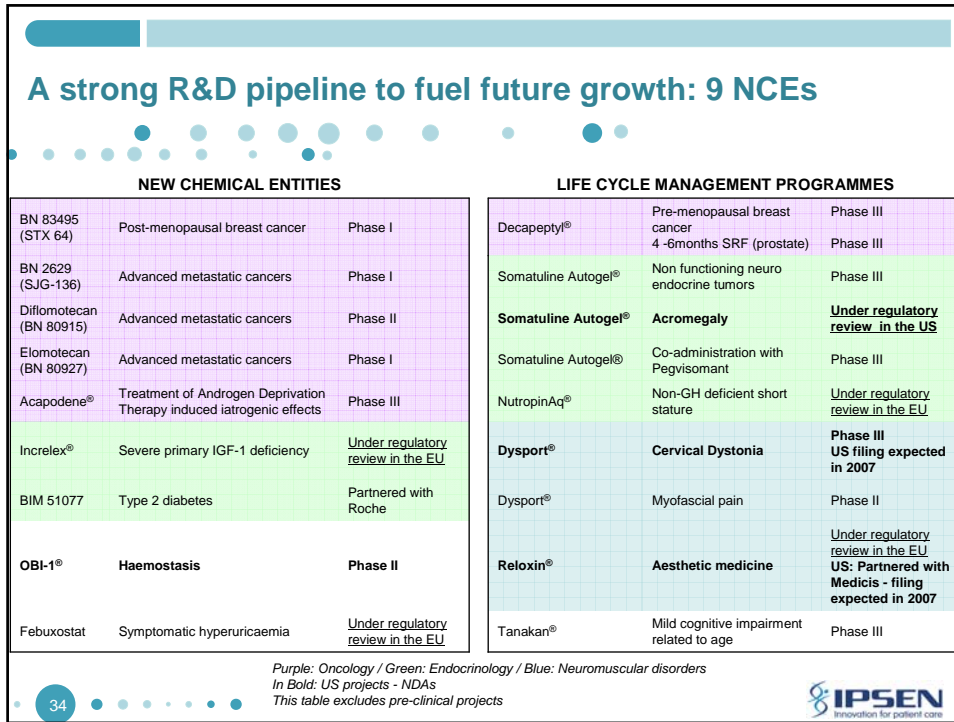 A strong R&D pipeline to fuel future growth: 9 NCEs
NEW CHEMICAL ENTITIES
BN 83495
(STX 64)
Post-menopausal breast cancer
Phase I
BN 2629
(SJG-136)
Advanced metastatic cancers
Phase I
Diflomotecan
(BN 80915)
Advanced metastatic cancers
Phase II
Elomotecan
(BN 80927)
Advanced metastatic cancers
Phase I
Acapodene®
Treatment of Androgen Deprivation
Therapy induced iatrogenic effects
Phase III
Increlex®
Severe primary IGF-1 deficiency
Under regulatory
review in the EU
BIM 51077
Type 2 diabetes
Partnered with
Roche
OBI-1®
Haemostasis
Phase II
Febuxostat
Symptomatic hyperuricaemia
Under regulatory
review in the EU
LIFE CYCLE MANAGEMENT PROGRAMMES
Decapeptyl®
Pre-menopausal breast
cancer
4 -6months SRF (prostate)
Phase III
Phase III
Somatuline Autogel®
Non functioning neuro
endocrine tumors
Phase III
Somatuline Autogel®
Acromegaly
Under regulatory
review in the US
Somatuline Autogel®
Co-administration with
Pegvisomant
Phase III
NutropinAq®
Non-GH deficient short
stature
Under regulatory
review in the EU
Dysport®
Cervical Dystonia
Phase III
US filing expected
in 2007
Dysport®
Myofascial pain
Phase II
Reloxin®
Aesthetic medicine
Under regulatory
review in the EU
US: Partnered with
Medicis - filing
expected in 2007
Tanakan®
Mild cognitive impairment
related to age
Phase III
Purple: Oncology / Green: Endocrinology / Blue: Neuromuscular disorders
In Bold: US projects - NDAs
This table excludes pre-clinical projects
34
IPSEN
Innovation for patient care